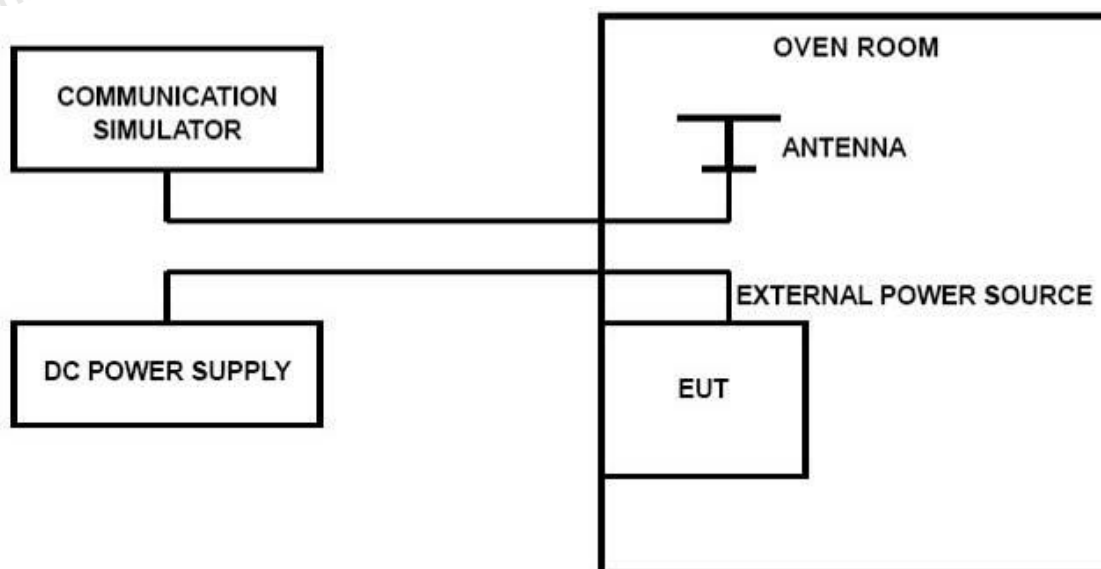 OVEN ROOM
COMMUNICATION
SIMULATOR
ANTENNA
EXTERNAL POWER SOURCE
DC POWER SUPPLY
EUT